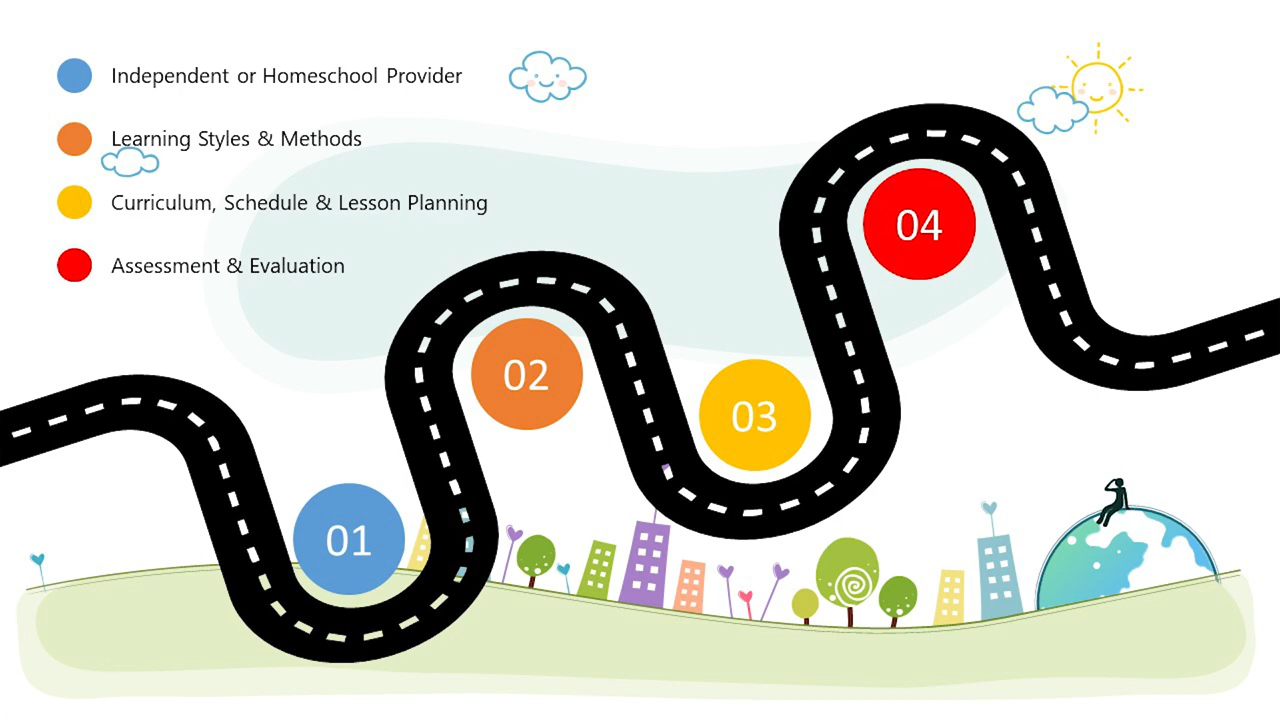 Independent or Homeschool Provider
Learning Styles & Methods
Curriculum, Schedule & Lesson Planning
Assessment & Evaluation
04
02
03
01